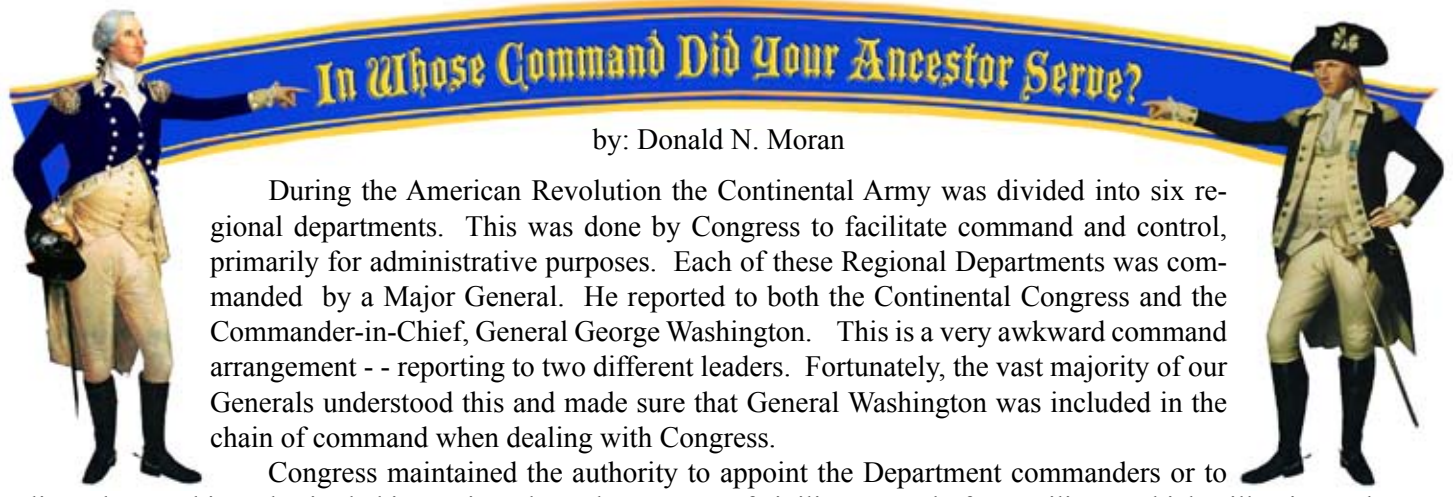 In Whose Command Did Your Ancestor Serve?
by: Donald N. Moran
During the American Revolution the Continental Army was divided into six re-
gional departments. This was done by Congress to facilitate command and control,
primarily for administrative purposes. Each of these Regional Departments was com-
manded by a Major General. He reported to both the Continental Congress and the
Commander-in-Chief, General George Washington. This is a very awkward command
arrangement - - reporting to two different leaders. Fortunately, the vast majority of our
Generals understood this and made sure that General Washington was included in the
chain of command when dealing with Congress.
Congress maintained the authority to appoint the Department commanders or to